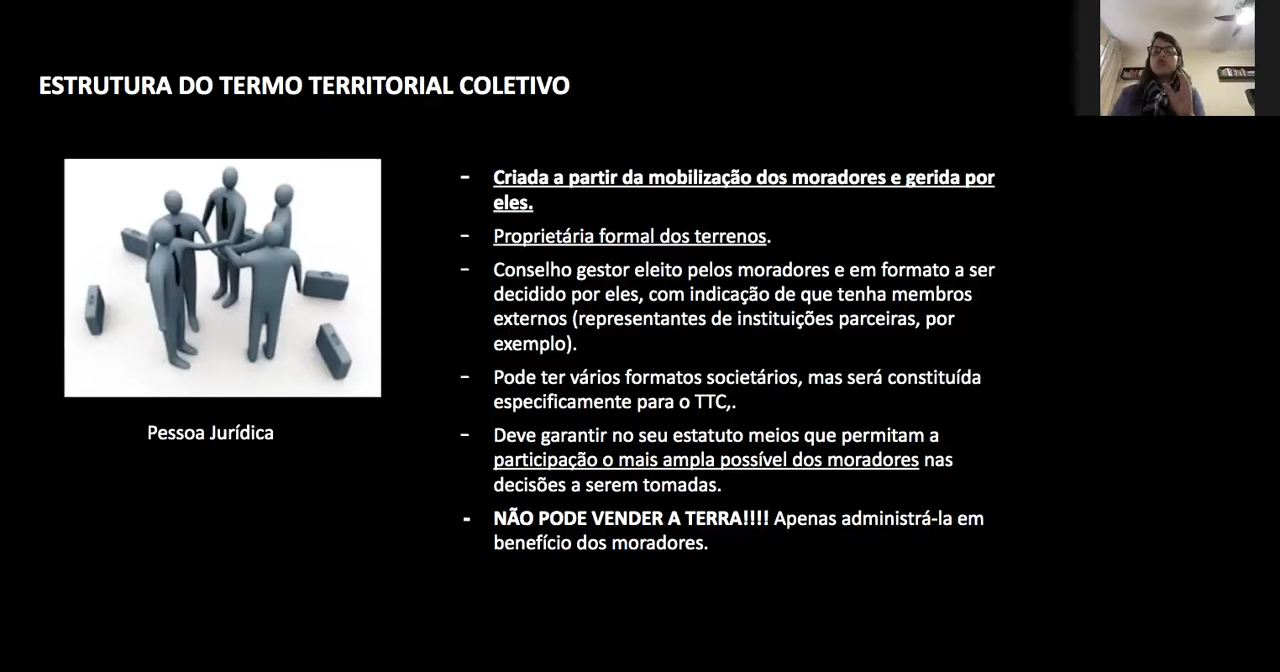 ESTRUTURA DO TERMO TERRITORIAL COLETIVO
- Criada a partir da mobilização dos moradores e gerida por
eles.
- Proprietária formal dos terrenos.
- Conselho gestor eleito pelos moradores e em formato a ser
decidido por eles, com indicação de que tenha membros
externos (representantes de instituições parceiras, por
exemplo).
- Pode ter vários formatos societários, mas será constituída
especificamente para o TTC,.
- Deve garantir no seu estatuto meios que permitam a
participação o mais ampla possível dos moradores nas
decisões a serem tomadas.
- NÃO PODE VENDER A TERRA!!!! Apenas administrá-la em
benefício dos moradores.
Pessoa Jurídica